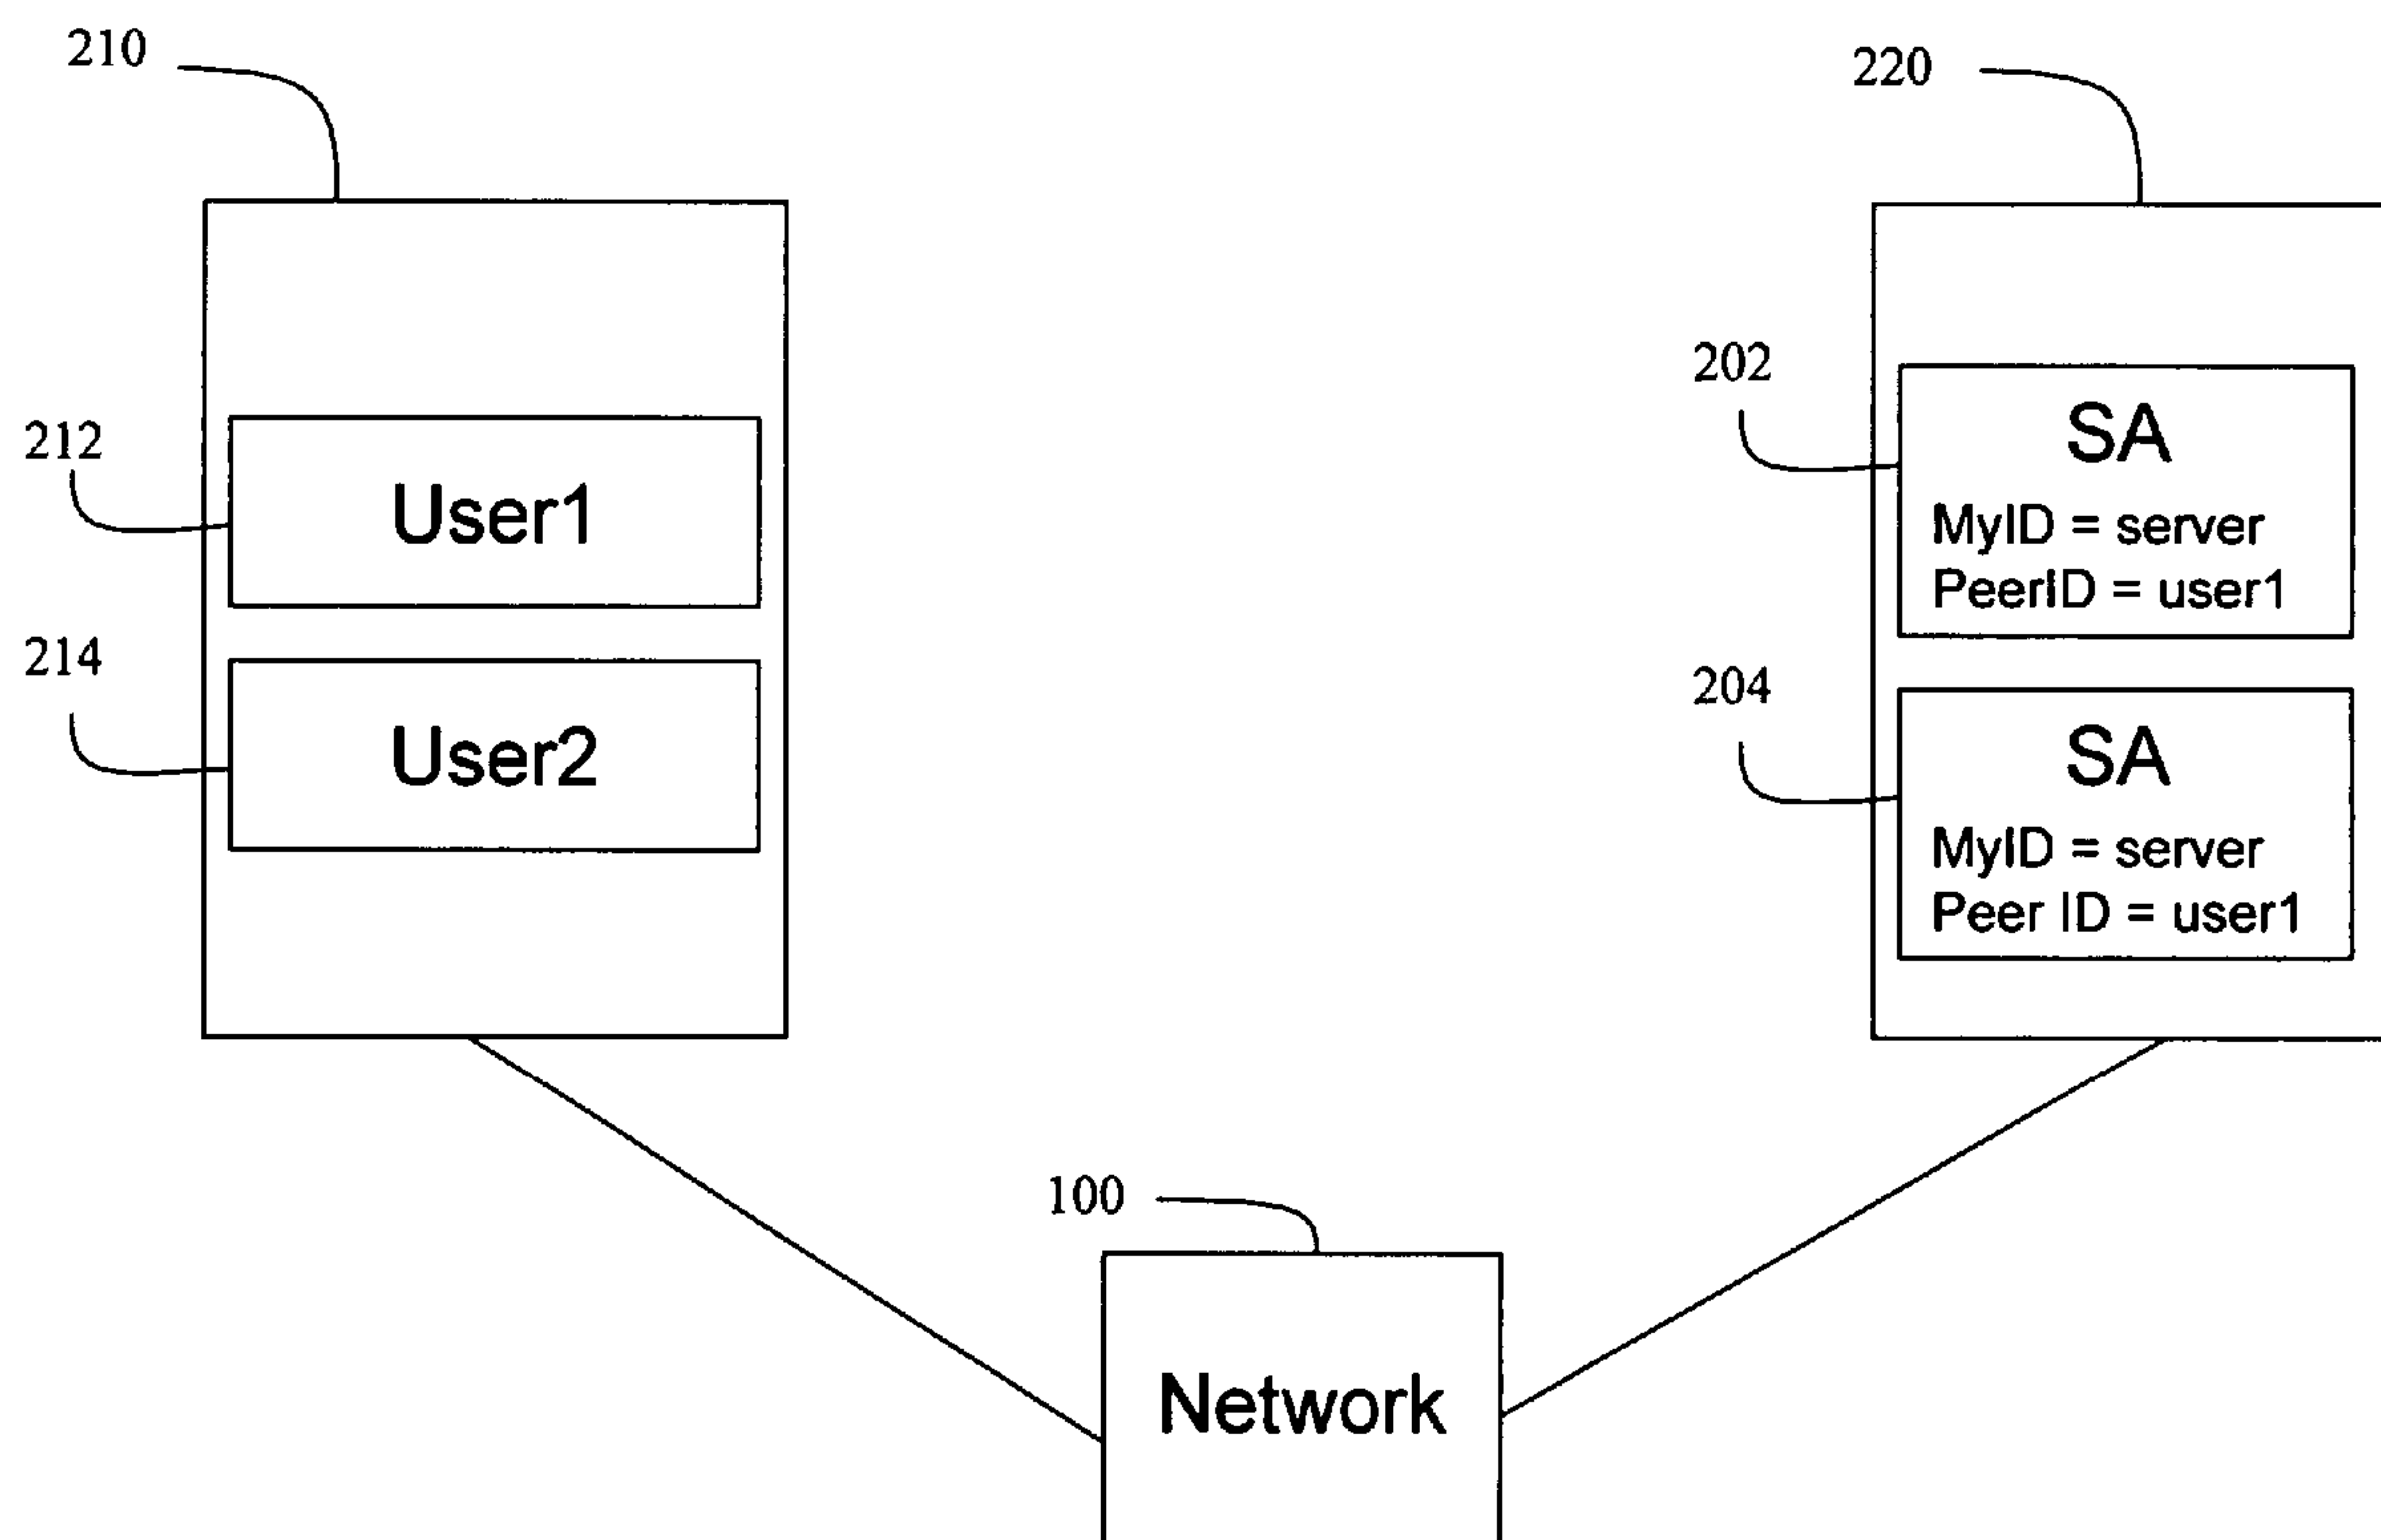 210
220
202
SA
MyID = server
PeerID = user1
212
User1
214
User2
204
SA
MyID = server
Peer ID = user1
100
Network